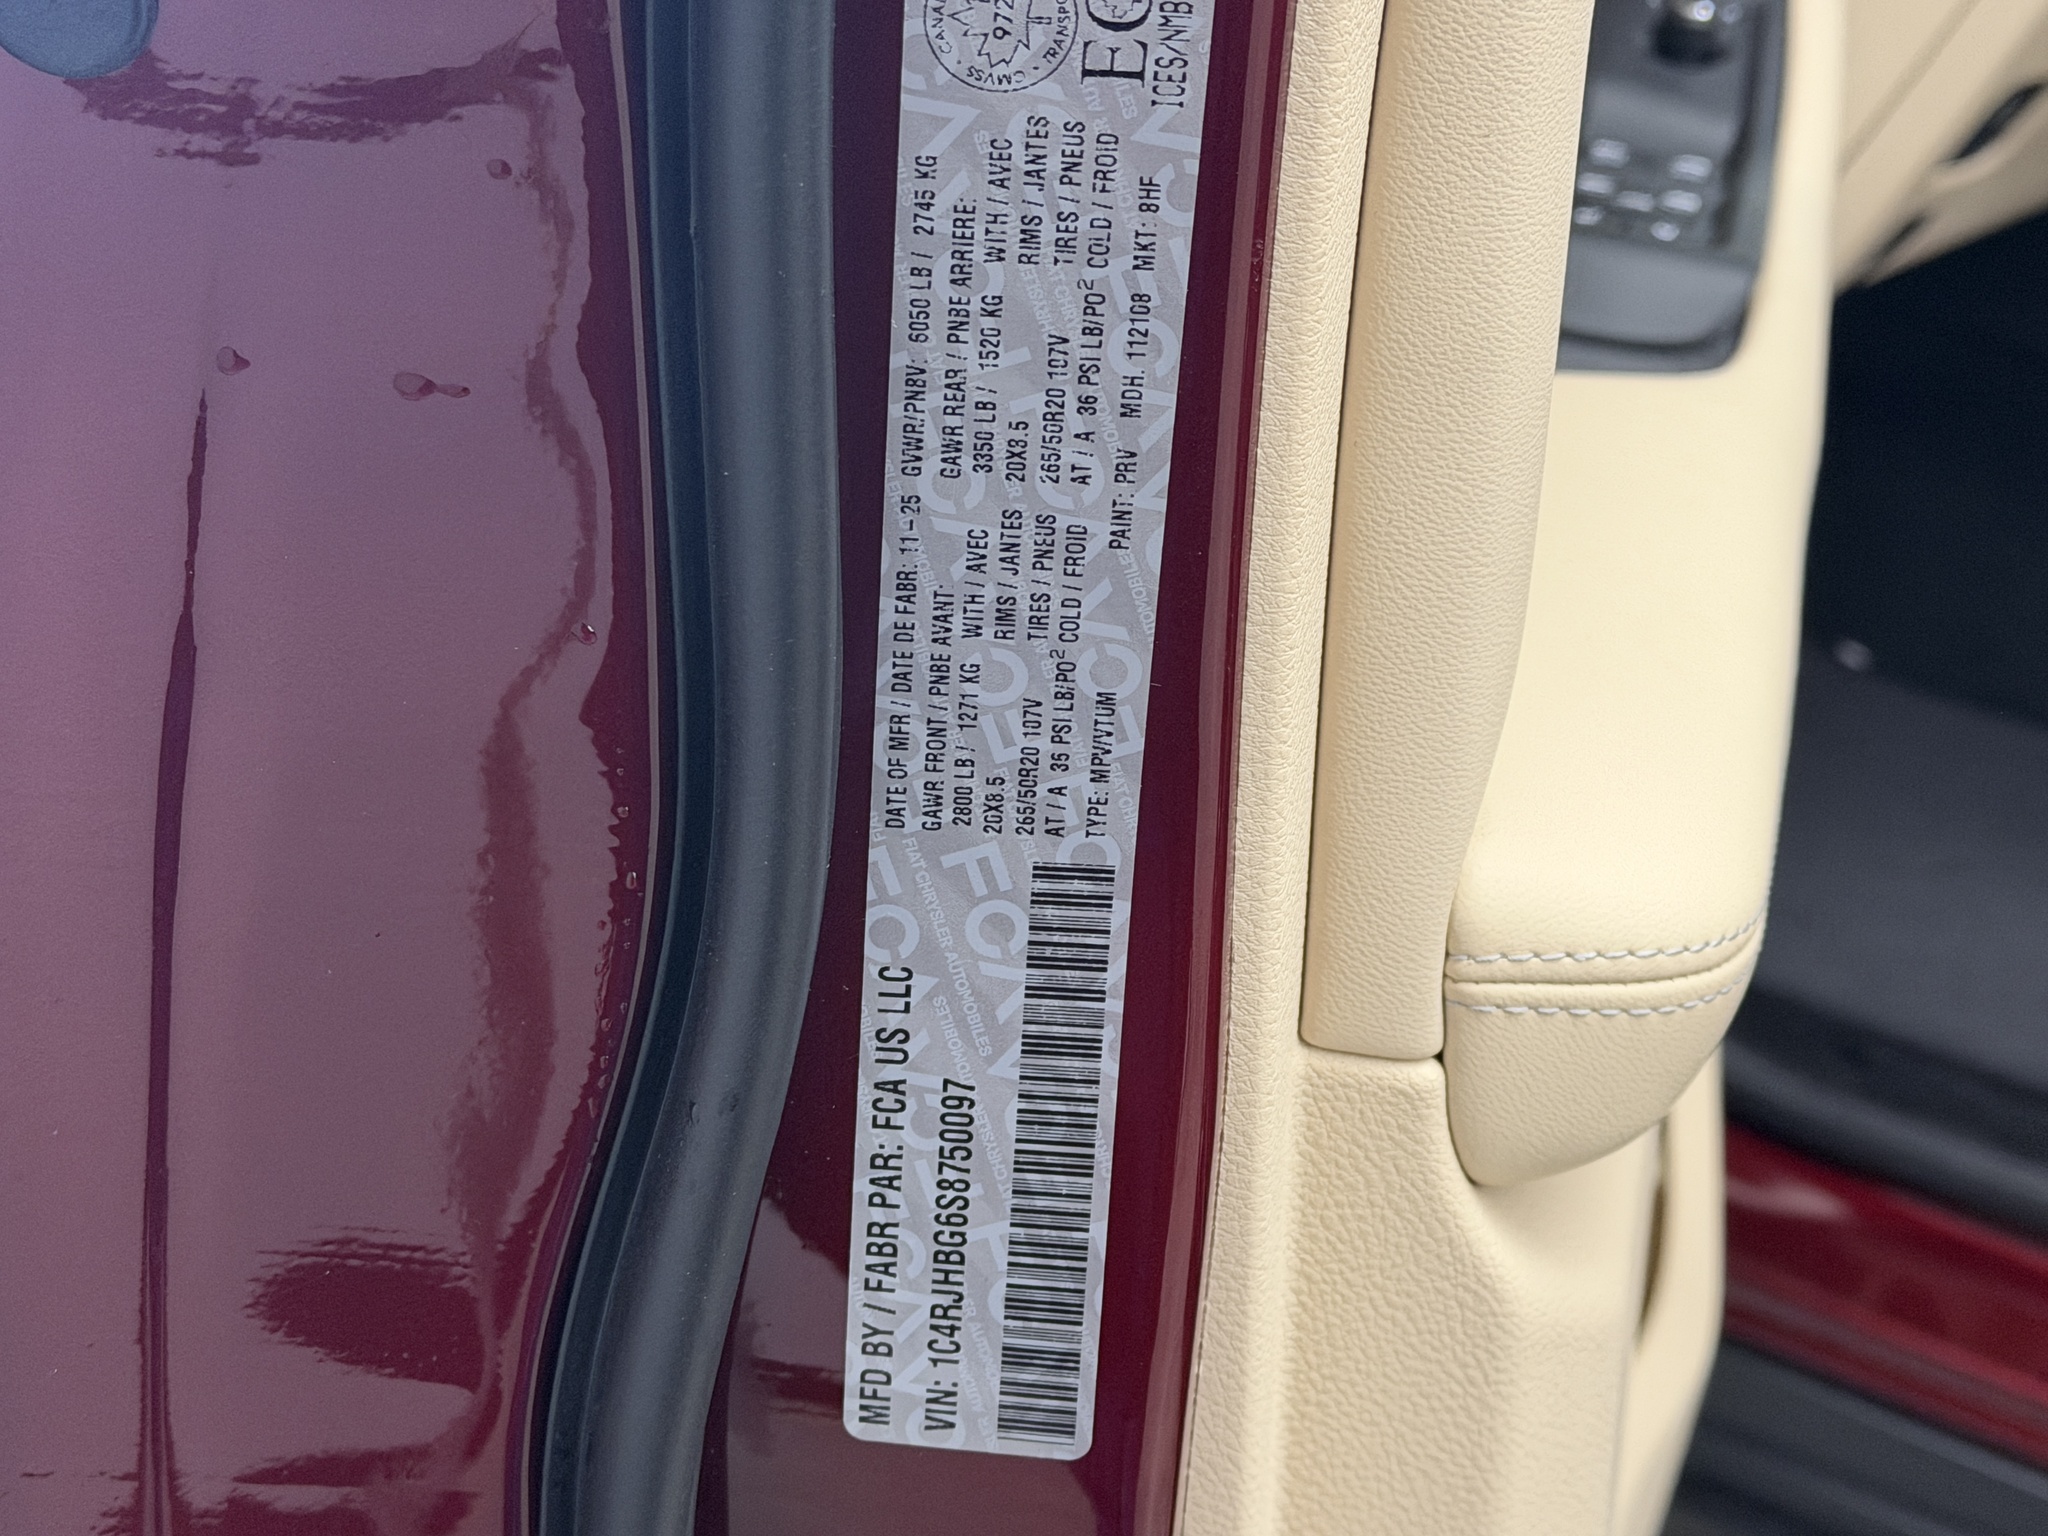 MFD BY / FABR PAR: FCA US LLC
VIN: 1C4RJHBG6S8750097
DATE OF MFR / DATE DE FABR: 11-25 GVWR/PNBV: 6050 LB / 2745 KG
GAWR FRONT / PNBE AVANT: GAWR REAR / PNBE ARRIERE:
2800 LB / 1271 KG WITH / AVEC 3350 LB / 1520 KG WITH / AVEC
20X8.5 RIMS / JANTES 20X8.5 RIMS / JANTES
265/50R20 107V TIRES / PNEUS 265/50R20 107V TIRES / PNEUS
AT / A 35 PSI LB/PO² COLD / FROID AT / A 36 PSI LB/PO² COLD / FROID
TYPE: MPV/VTUM PAINT: PRV MDH. 112108 MKT: 8HF
CMVSS
ICES/NMB